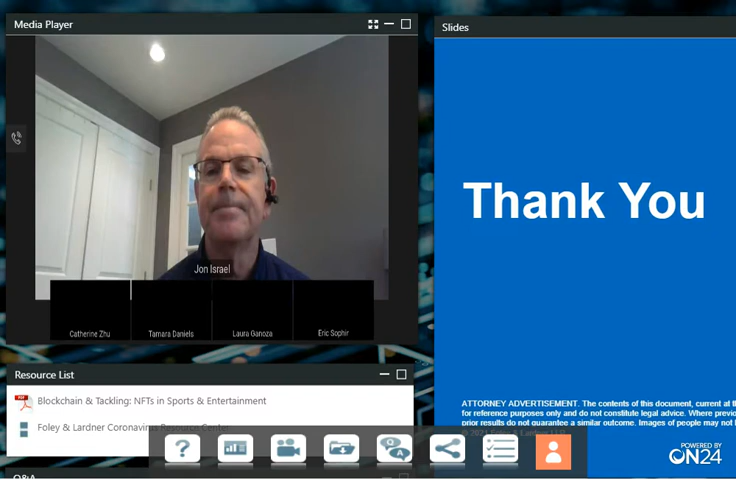 Media Player
Jon Israel
Catherine Zhu
Tamara Daniels
Laura Ganoza
Eric Sophir
Slides
Thank You
ATTORNEY ADVERTISEMENT. The contents of this document, current at
for reference purposes only and do not constitute legal advice. Where previou
prior results do not guarantee a similar outcome. Images of people may not
POWERED BY
ON24
Resource List
PDF
Blockchain & Tackling: NFTs in Sports & Entertainment
Foley & Lardner Coronavirus Resource Center
? 
Q
A
Q&A